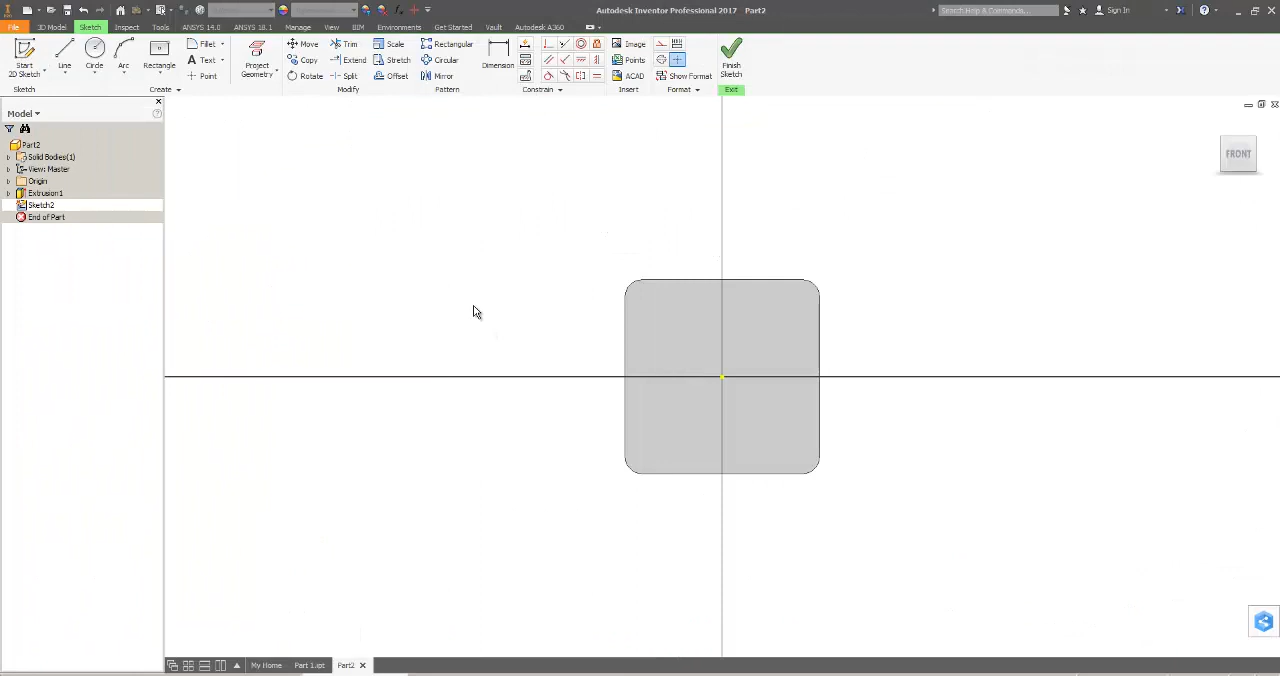 Autodesk Inventor Professional 2017 Part2
Search Help & Commands...
Sign In
File 3D Model Sketch Inspect Tools ANSYS 14.0 ANSYS 18.1 Manage View BIM Environments Get Started Vault Autodesk A360
Start
2D Sketch
Line
Circle
Arc
Rectangle
Fillet
Text
Point
Project
Geometry
Move
Copy
Rotate
Trim
Extend
Split
Scale
Stretch
Offset
Rectangular
Circular
Mirror
Dimension
Image
Points
ACAD
Show Format
Finish
Sketch
Sketch Create Modify Pattern Constrain Insert Format Exit
Model
Part2
Solid Bodies(1)
View: Master
Origin
Extrusion1
Sketch2
End of Part
FRONT
My Home Part 1.ipt Part2